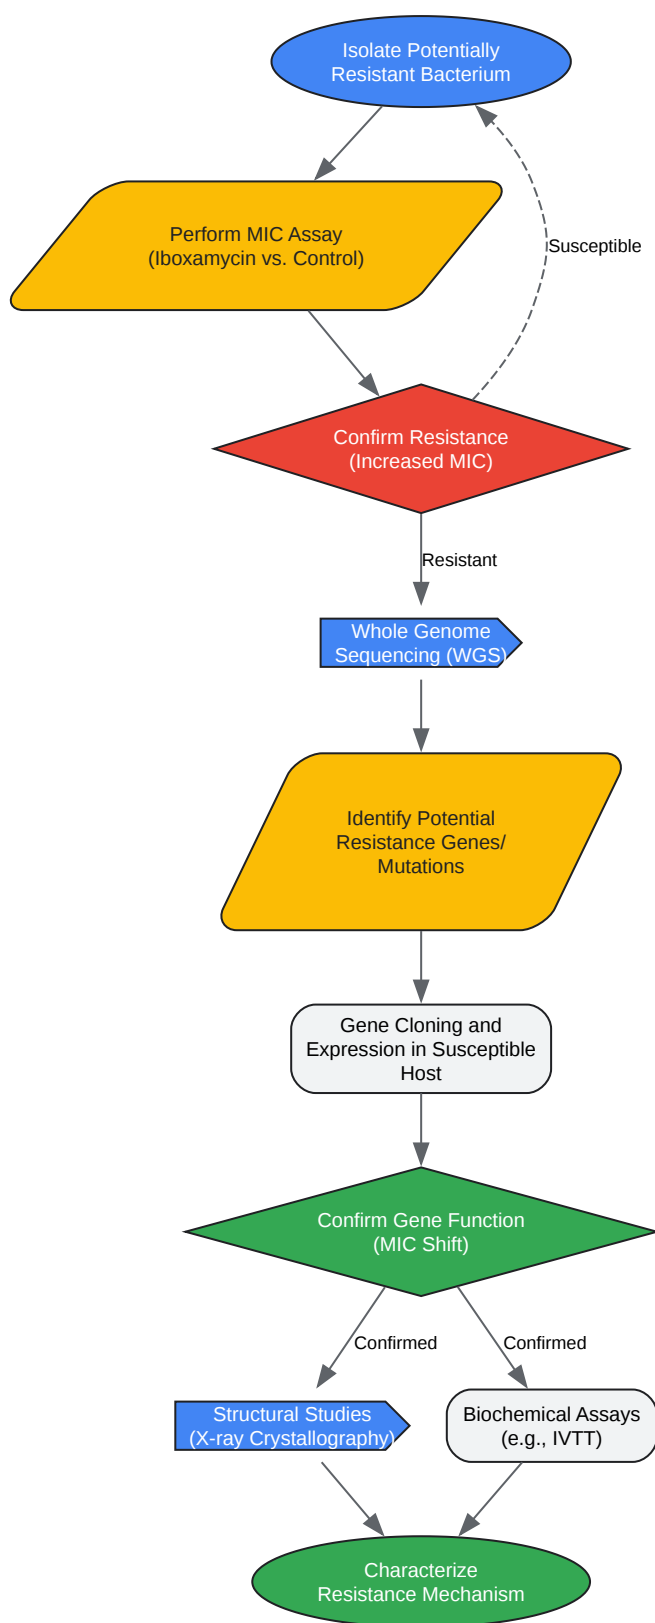 Isolate Potentially
Resistant Bacterium
Perform MIC Assay
(Iboxamycin vs. Control)
Susceptible
Confirm Resistance
(Increased MIC)
Resistant
Whole Genome
Sequencing (WGS)
Identify Potential
Resistance Genes/
Mutations
Gene Cloning and
Expression in Susceptible
Host
Confirm Gene Function
(MIC Shift)
Confirmed
Confirmed
Structural Studies
(X-ray Crystallography)
Biochemical Assays
(e.g., IVTT)
Characterize
Resistance Mechanism